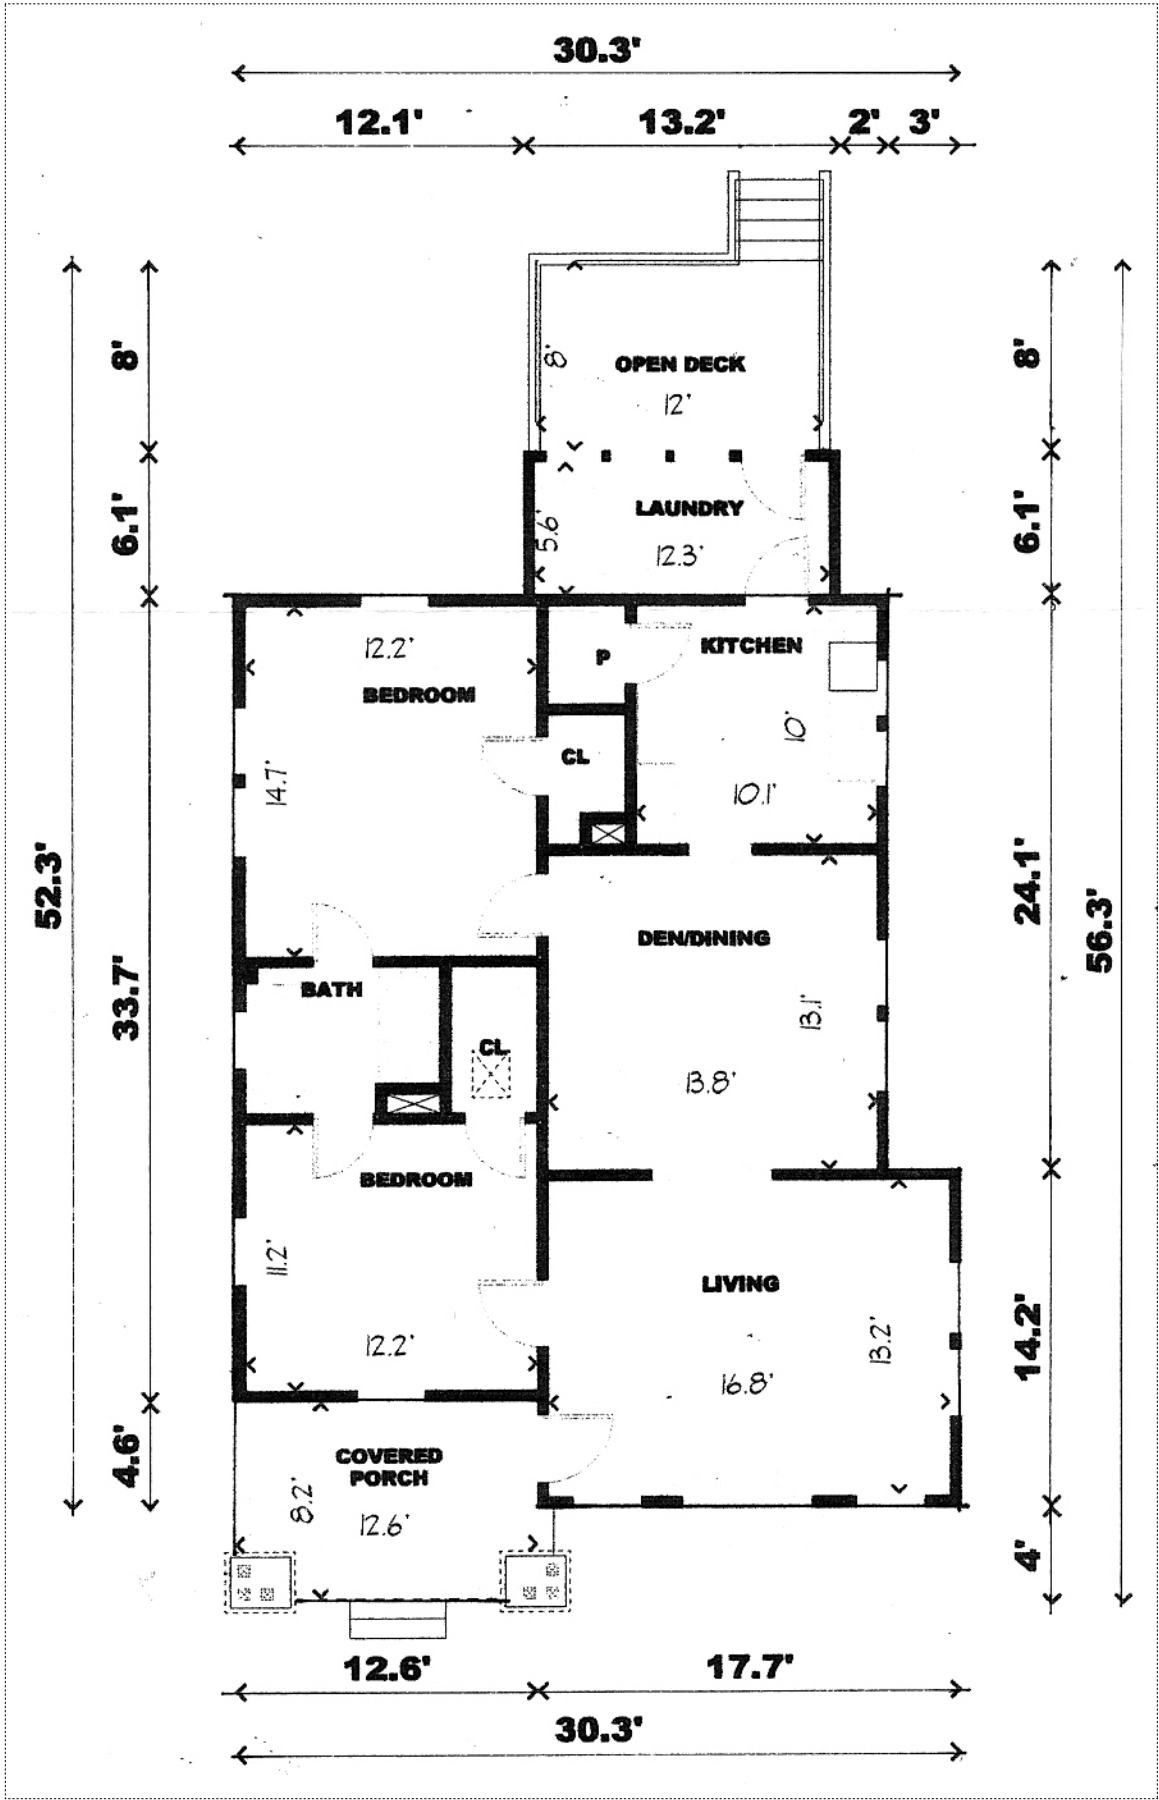 30.3'
12.1' 13.2' 2' 3'
8'
8'
8'
OPEN DECK
12'
6.1'
5.6'
LAUNDRY
12.3'
6.1'
12.2'
BEDROOM
P
KITCHEN
14.7'
CL
10'
10.1'
52.3'
33.7'
DEN/DINING
24.1'
56.3'
BATH
13.1'
CL
13.8'
BEDROOM
11.2'
LIVING
12.2'
13.2'
16.8'
14.2'
4.6'
COVERED
PORCH
8.2'
12.6'
4'
12.6' 17.7'
30.3'